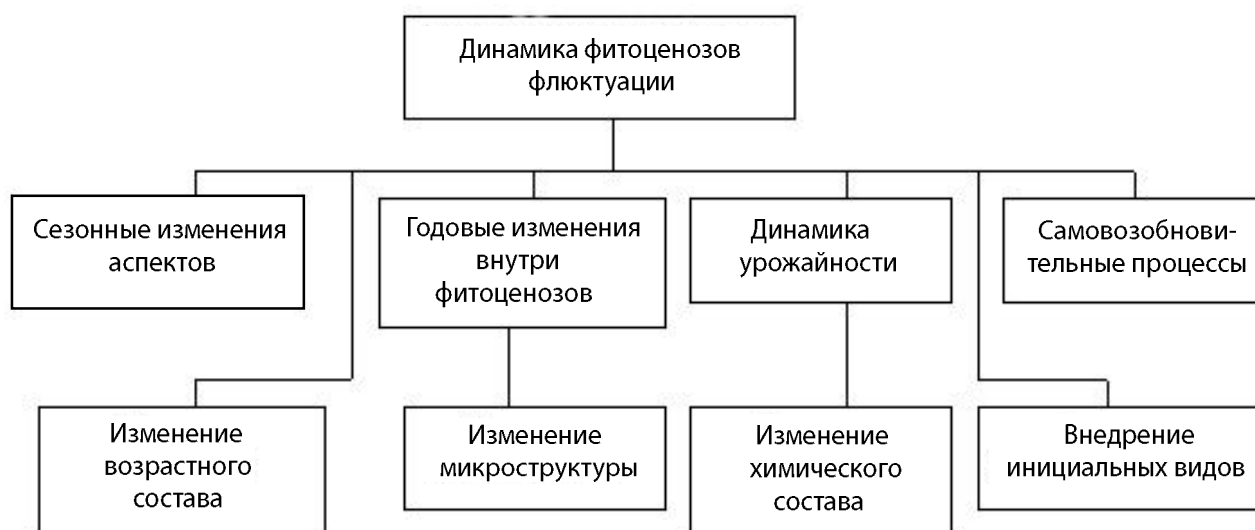 Динамика фитоценозов
флюктуации
Сезонные изменения
аспектов
Годовые изменения
внутри
фитоценозов
Динамика
урожайности
Самовозобнови-
тельные процессы
Изменение
возрастного
состава
Изменение
микроструктуры
Изменение
химического
состава
Внедрение
инициальных видов